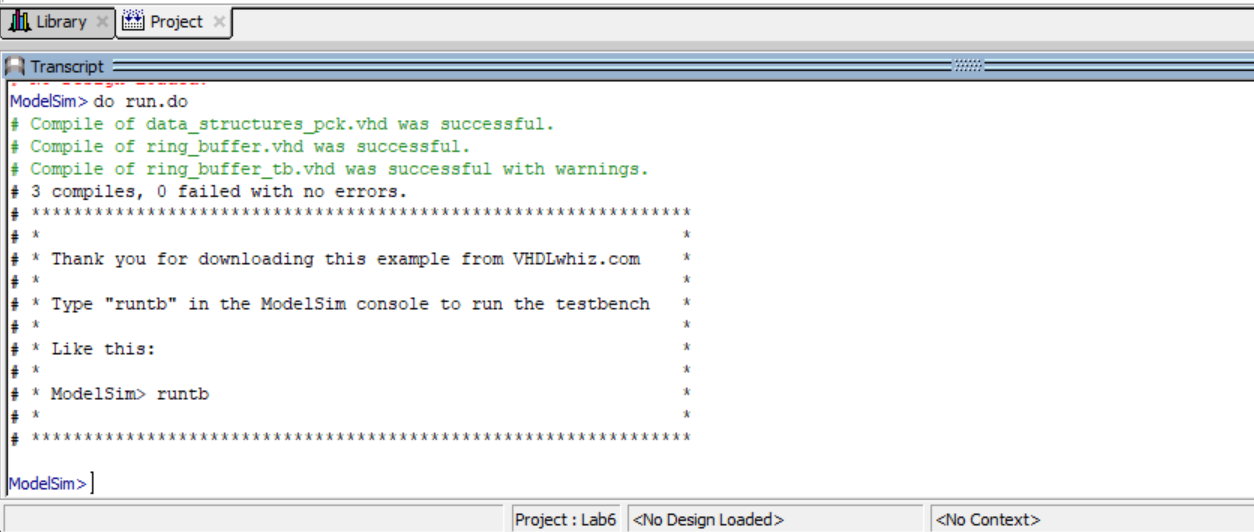 Library
Project
Transcript
ModelSim> do run.do
# Compile of data_structures_pck.vhd was successful.
# Compile of ring_buffer.vhd was successful.
# Compile of ring_buffer_tb.vhd was successful with warnings.
# 3 compiles, 0 failed with no errors.
# ****************************************************************
# *                                                              *
# * Thank you for downloading this example from VHDLwhiz.com     *
# *                                                              *
# * Type "runtb" in the ModelSim console to run the testbench    *
# *                                                              *
# * Like this:                                                   *
# *                                                              *
# * ModelSim> runtb                                              *
# *                                                              *
# ****************************************************************
ModelSim>
Project : Lab6 <No Design Loaded> <No Context>